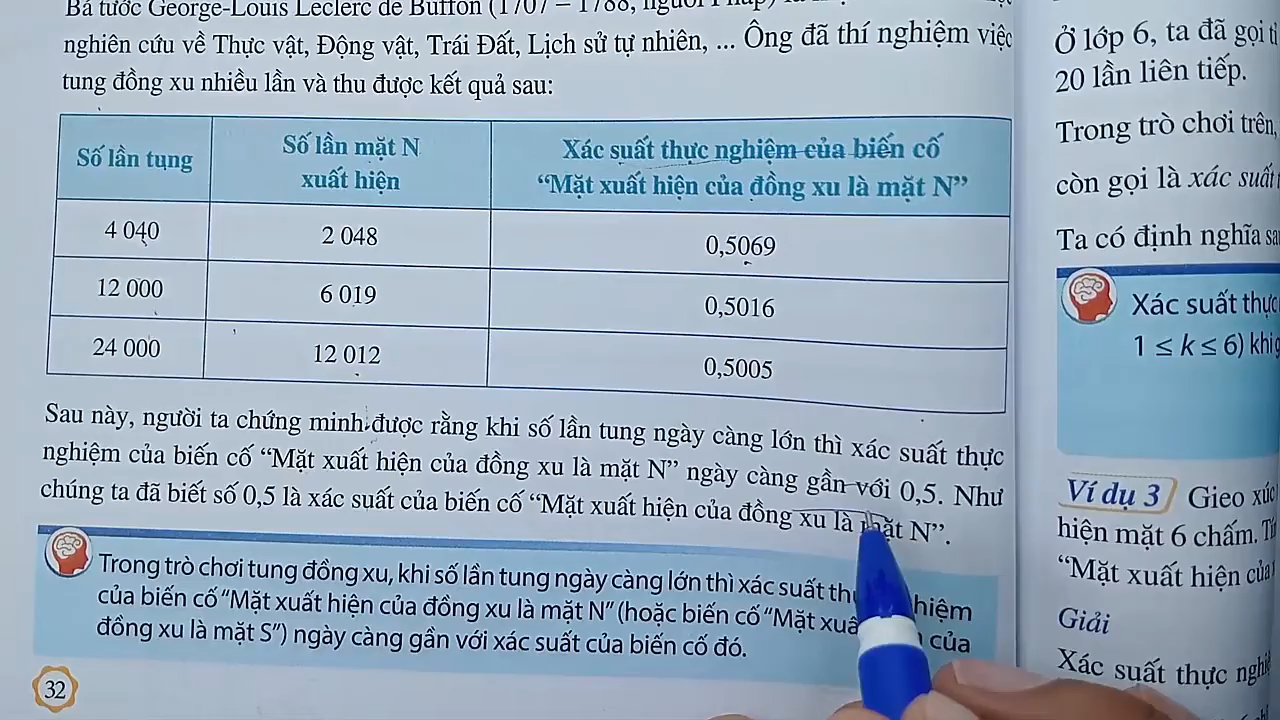 Bá tước George-Louis Leclerc de Buffon (1707 – 1788, người Pháp)
nghiên cứu về Thực vật, Động vật, Trái Đất, Lịch sử tự nhiên, ... Ông đã thí nghiệm việc
tung đồng xu nhiều lần và thu được kết quả sau:
Số lần tung
Số lần mặt N
xuất hiện
Xác suất thực nghiệm của biến cố
“Mặt xuất hiện của đồng xu là mặt N”
4 040
2 048
0,5069
12 000
6 019
0,5016
24 000
12 012
0,5005
Sau này, người ta chứng minh được rằng khi số lần tung ngày càng lớn thì xác suất thực
nghiệm của biến cố “Mặt xuất hiện của đồng xu là mặt N” ngày càng gần với 0,5. Như
chúng ta đã biết số 0,5 là xác suất của biến cố “Mặt xuất hiện của đồng xu là mặt N”.
Trong trò chơi tung đồng xu, khi số lần tung ngày càng lớn thì xác suất
của biến cố “Mặt xuất hiện của đồng xu là mặt N” (hoặc biến cố “Mặt của
đồng xu là mặt S”) ngày càng gần với xác suất của biến cố đó.
32
Ở lớp 6, ta đã gọi
20 lần liên tiếp.
Trong trò chơi trên,
còn gọi là xác suất
Ta có định nghĩa
Xác suất
1 ≤ k ≤ 6) khi
Ví dụ 3 Gieo
hiện mặt 6 chấm.
“Mặt xuất hiện của
Giải
Xác suất thực